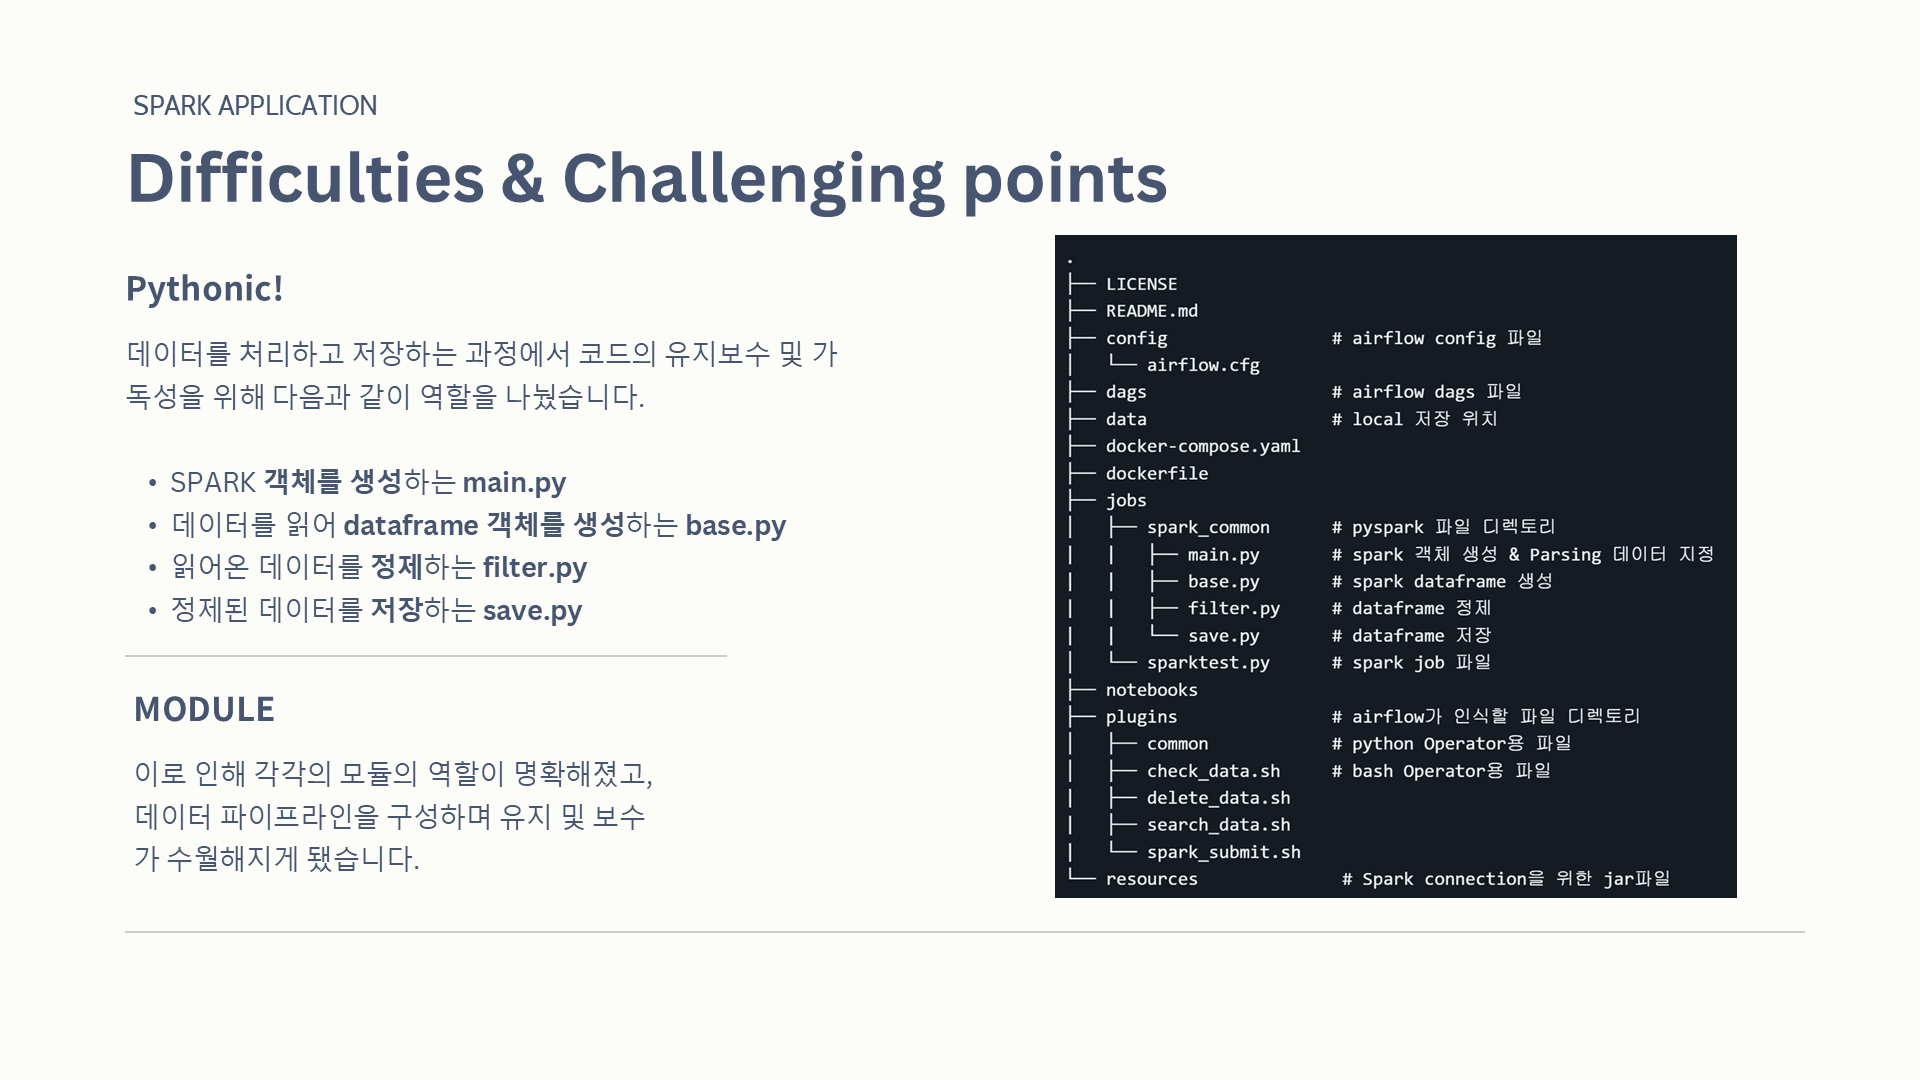 SPARK APPLICATION
Difficulties & Challenging points
Pythonic!
데이터를 처리하고 저장하는 과정에서 코드의 유지보수 및 가
독성을 위해 다음과 같이 역할을 나눴습니다.
• SPARK 객체를 생성하는 main.py
• 데이터를 읽어 dataframe 객체를 생성하는 base.py
• 읽어온 데이터를 정제하는 filter.py
• 정제된 데이터를 저장하는 save.py
MODULE
이로 인해 각각의 모듈의 역할이 명확해졌고,
데이터 파이프라인을 구성하며 유지 및 보수
가 수월해지게 됐습니다.
.
├── LICENSE
├── README.md
├── config                # airflow config 파일
│   └── airflow.cfg
├── dags                  # airflow dags 파일
├── data                  # local 저장 위치
├── docker-compose.yaml
├── dockerfile
├── jobs
│   ├── spark_common      # pyspark 파일 디렉토리
│   │   ├── main.py       # spark 객체 생성 & Parsing 데이터 지정
│   │   ├── base.py       # spark dataframe 생성
│   │   ├── filter.py     # dataframe 정제
│   │   └── save.py       # dataframe 저장
│   └── sparktest.py      # spark job 파일
├── notebooks
├── plugins               # airflow가 인식할 파일 디렉토리
│   ├── common            # python Operator용 파일
│   ├── check_data.sh     # bash Operator용 파일
│   ├── delete_data.sh
│   ├── search_data.sh
│   └── spark_submit.sh
└── resources              # Spark connection을 위한 jar파일